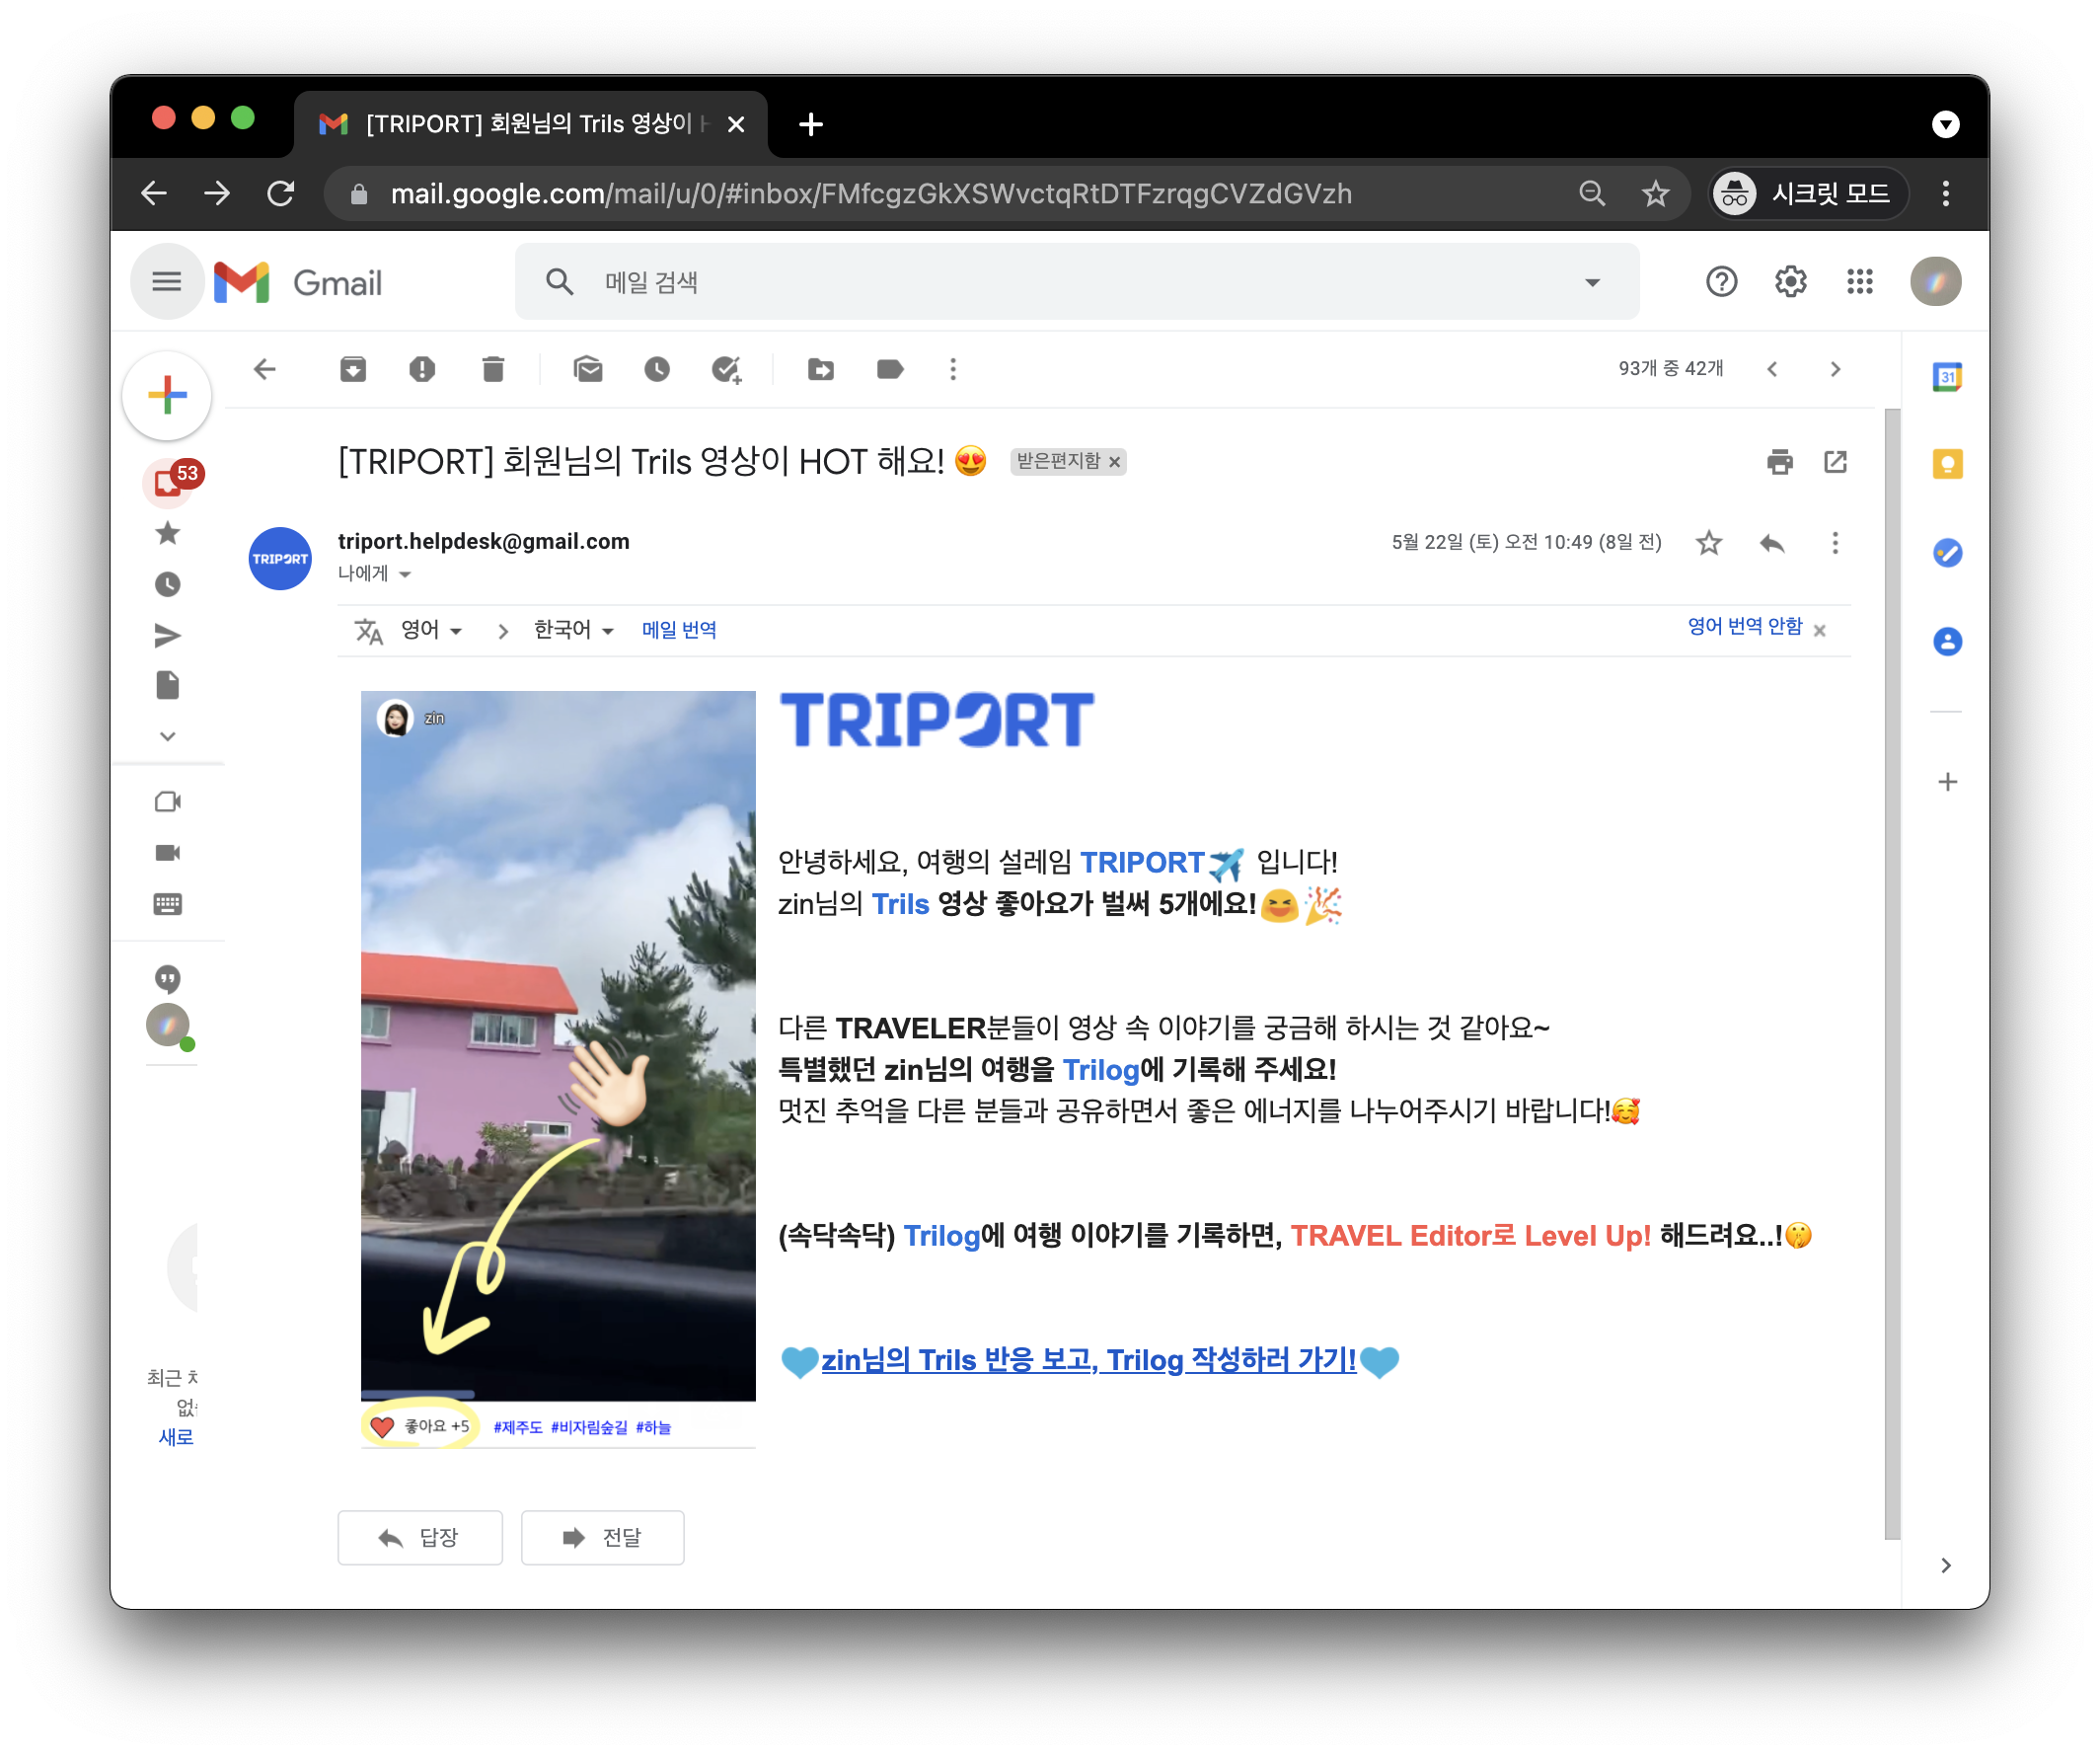 [TRIPORT] 회원님의 Trils 영상이
mail.google.com/mail/u/0/#inbox/FMfcgzGkXSWvctqRtDTFzrqgCVZdGVzh
시크릿 모드
Gmail
메일 검색
93개 중 42개
31
[TRIPORT] 회원님의 Trils 영상이 HOT 해요! 😍 받은편지함 ×
53
TRIPORT
triport.helpdesk@gmail.com
5월 22일 (토) 오전 10:49 (8일 전)
나에게
영어 > 한국어 메일 번역
영어 번역 안함 ×
zin
TRIPORT
안녕하세요, 여행의 설레임 TRIPORT✈️ 입니다!
zin님의 Trils 영상 좋아요가 벌써 5개에요!😆🎉
다른 TRAVELER분들이 영상 속 이야기를 궁금해 하시는 것 같아요~
특별했던 zin님의 여행을 Trilog에 기록해 주세요!
멋진 추억을 다른 분들과 공유하면서 좋은 에너지를 나누어주시기 바랍니다!🥰
(속닥속닥) Trilog에 여행 이야기를 기록하면, TRAVEL Editor로 Level Up! 해드려요..!🤫
💙zin님의 Trils 반응 보고, Trilog 작성하러 가기!💙
좋아요 +5 #제주도 #비자림숲길 #하늘
최근
새로
답장
전달